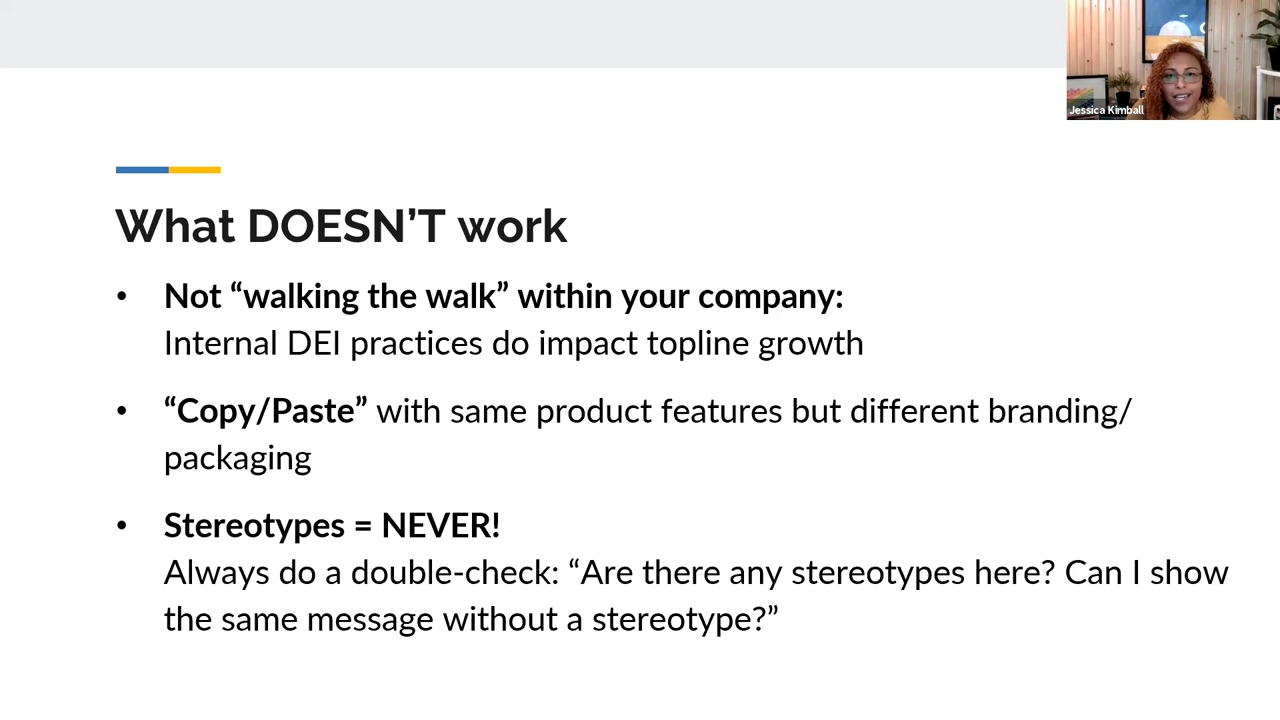 Jessica Kimball
What DOESN’T work
• Not “walking the walk” within your company:
Internal DEI practices do impact topline growth
• “Copy/Paste” with same product features but different branding/
packaging
• Stereotypes = NEVER!
Always do a double-check: “Are there any stereotypes here? Can I show
the same message without a stereotype?”